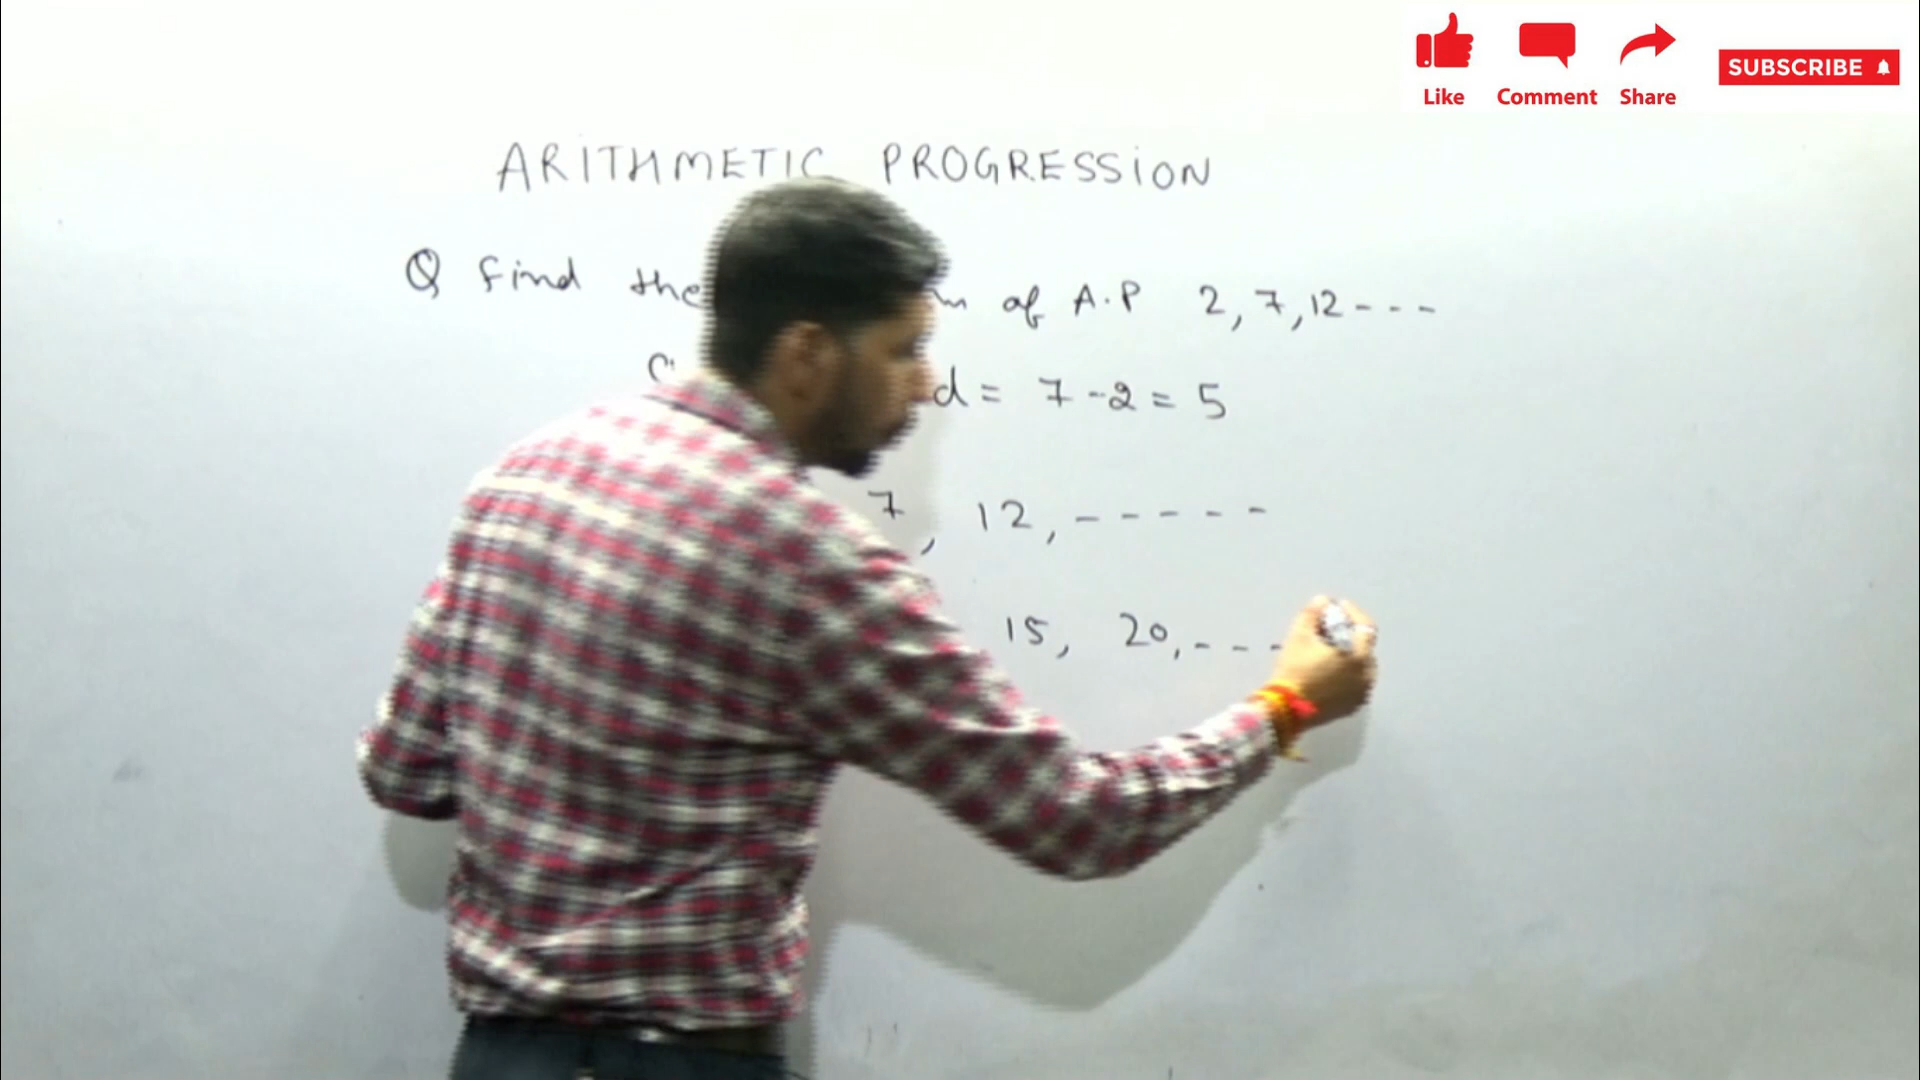 Like Comment Share SUBSCRIBE
ARITHMETIC PROGRESSION
Q Find the of A.P 2, 7, 12 - - -
d = 7 - 2 = 5
7, 12, - - - - -
15, 20, - - -